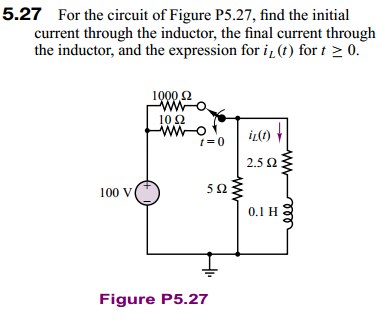 5.27 For the circuit of Figure P5.27, find the initial
current through the inductor, the final current through
the inductor, and the expression for iL(t) for t ≥ 0.
1000 Ω
10 Ω
t = 0
iL(t)
2.5 Ω
100 V
+
5 Ω
0.1 H
Figure P5.27